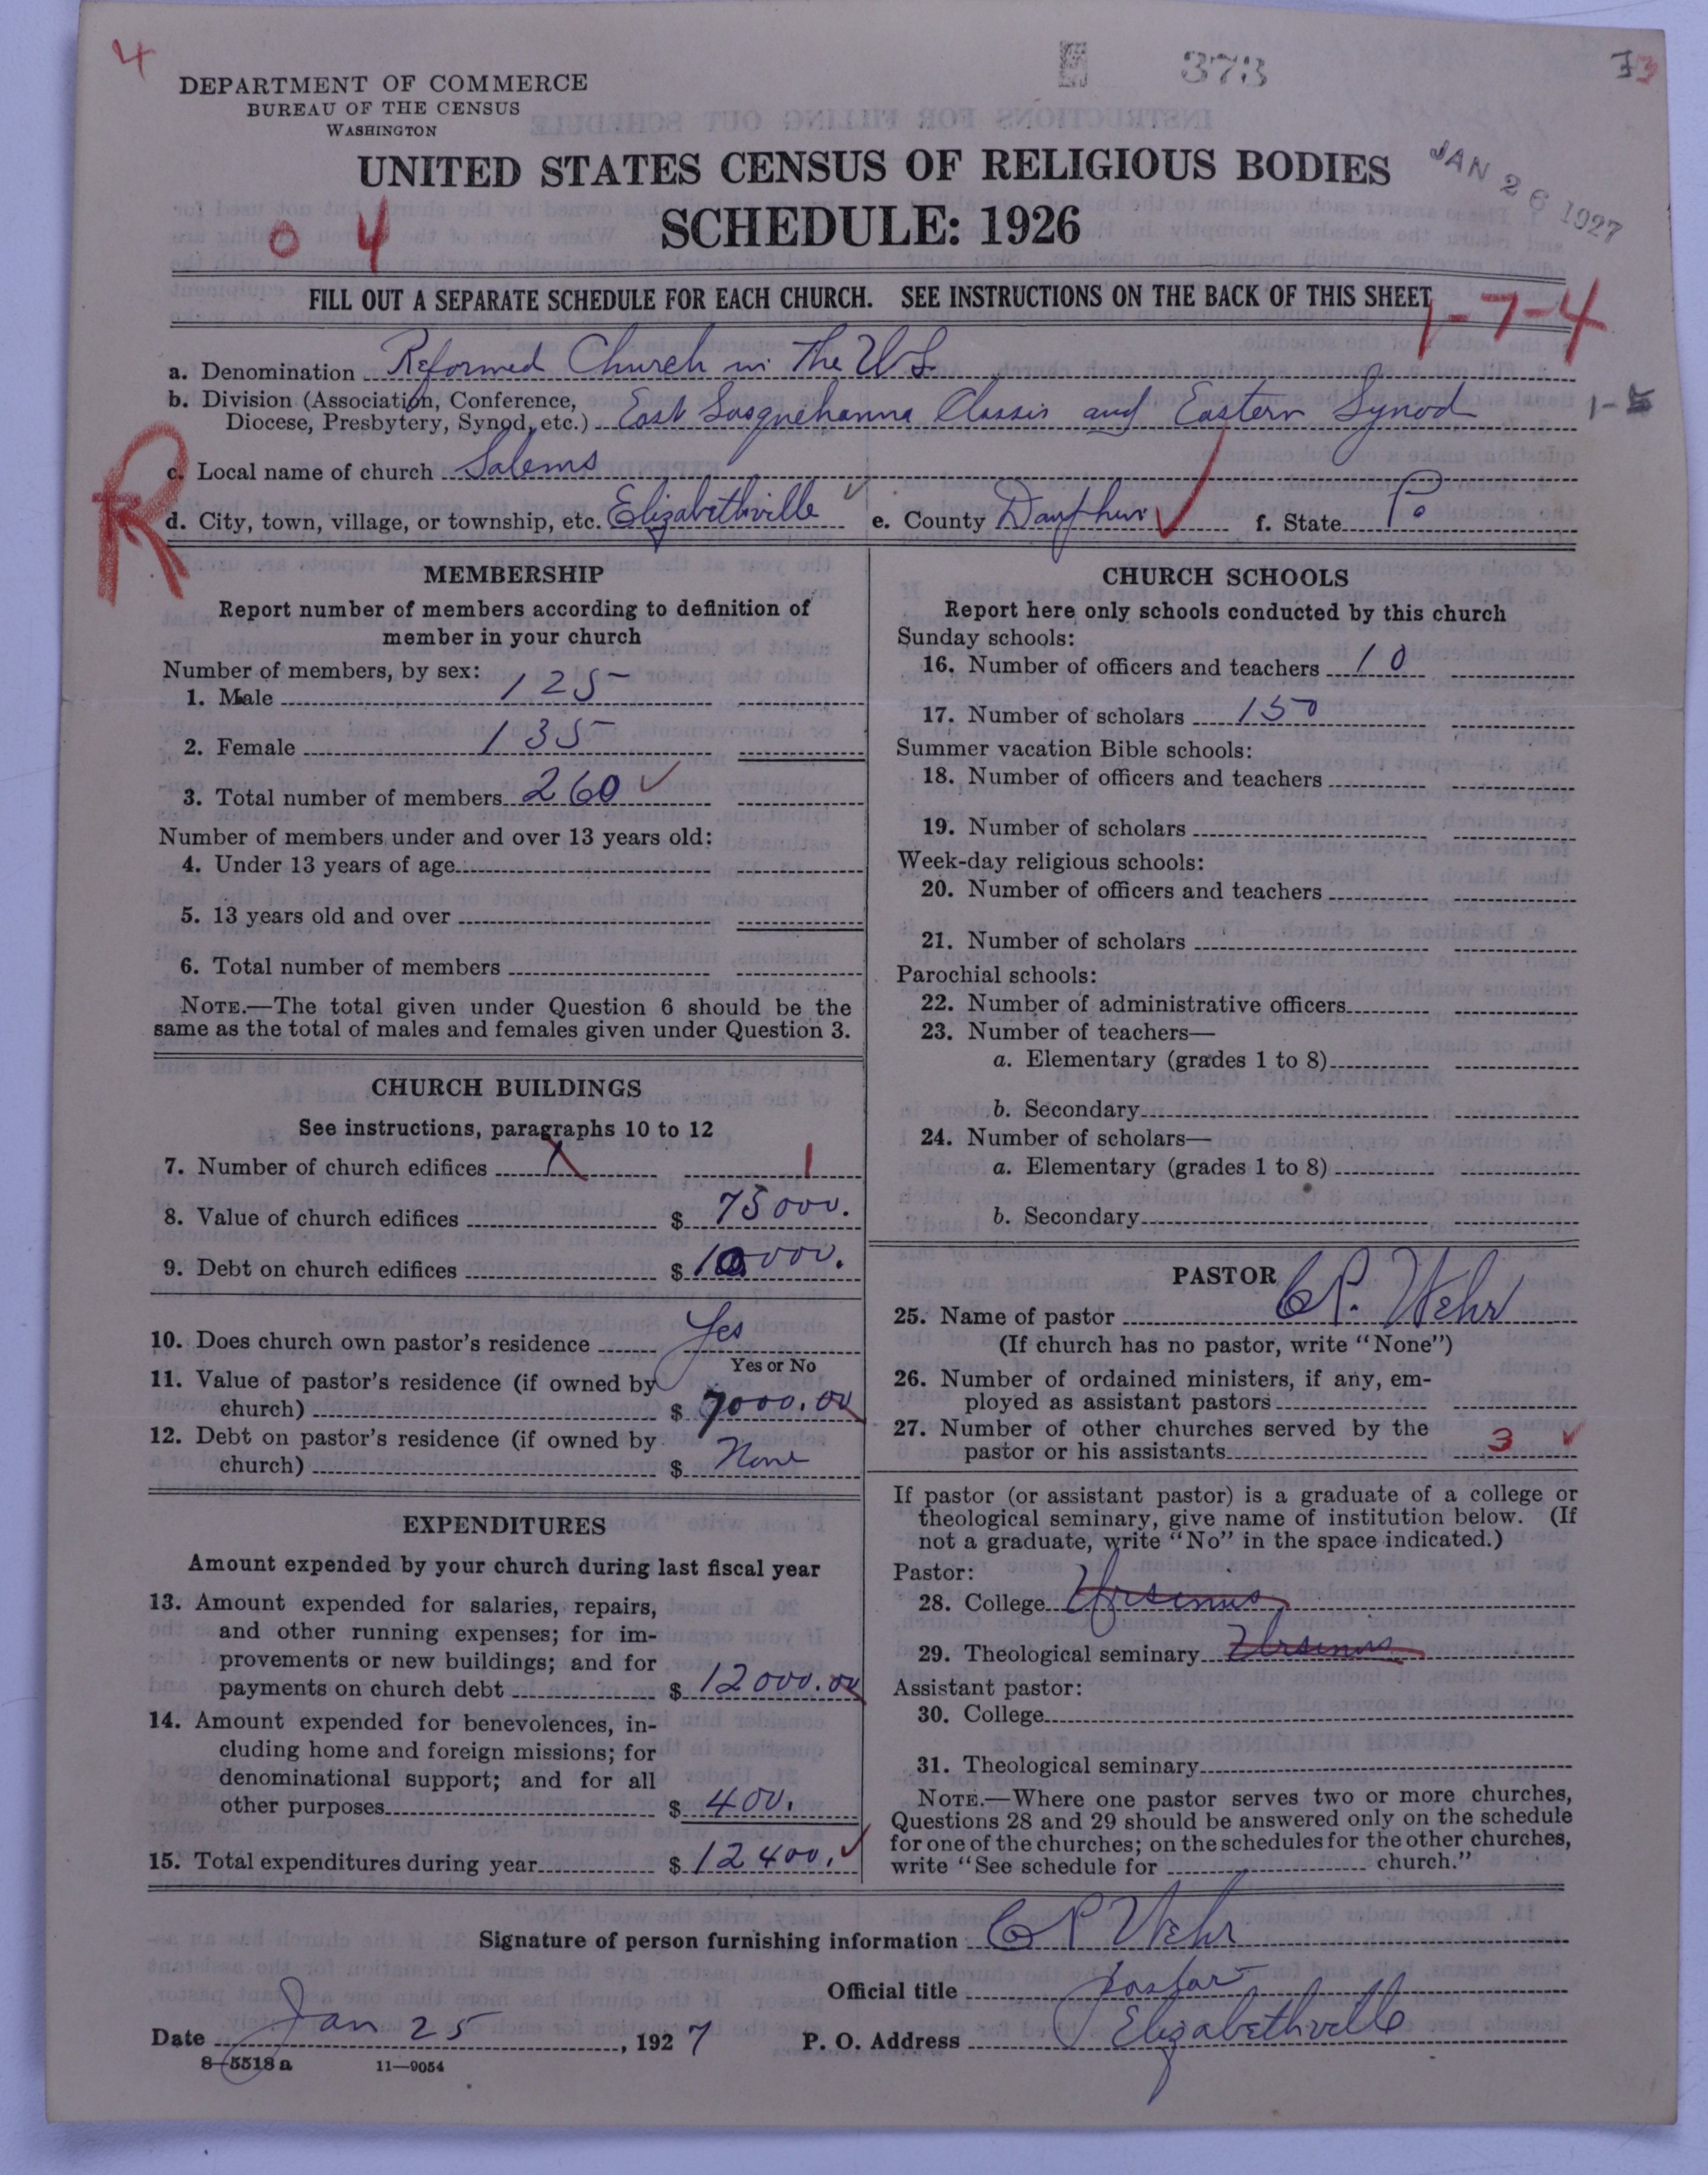 4
373
33
DEPARTMENT OF COMMERCE
BUREAU OF THE CENSUS
WASHINGTON
UNITED STATES CENSUS OF RELIGIOUS BODIES
JAN 26 1927
SCHEDULE: 1926
0 4
FILL OUT A SEPARATE SCHEDULE FOR EACH CHURCH. SEE INSTRUCTIONS ON THE BACK OF THIS SHEET
1-7-4
a. Denomination Reformed Church in The U S
b. Division (Association, Conference,
Diocese, Presbytery, Synod, etc.) East Susquehanna Classis and Eastern Synod
R
c. Local name of church Salems
d. City, town, village, or township, etc. Elizabethville e. County Dauphin f. State Pa
MEMBERSHIP
Report number of members according to definition of
member in your church
Number of members, by sex:
1. Male 125
2. Female 135
3. Total number of members 260
Number of members under and over 13 years old:
4. Under 13 years of age
5. 13 years old and over
6. Total number of members
NOTE.—The total given under Question 6 should be the
same as the total of males and females given under Question 3.
CHURCH BUILDINGS
See instructions, paragraphs 10 to 12
7. Number of church edifices 1
8. Value of church edifices $ 75000.
9. Debt on church edifices $ 10000.
10. Does church own pastor's residence Yes
Yes or No
11. Value of pastor's residence (if owned by
church) $ 7000.00
12. Debt on pastor's residence (if owned by
church) $ None
EXPENDITURES
Amount expended by your church during last fiscal year
13. Amount expended for salaries, repairs,
and other running expenses; for im-
provements or new buildings; and for
payments on church debt $ 12000.00
14. Amount expended for benevolences, in-
cluding home and foreign missions; for
denominational support; and for all
other purposes $ 400.
15. Total expenditures during year $ 12400.
CHURCH SCHOOLS
Report here only schools conducted by this church
Sunday schools:
16. Number of officers and teachers 10
17. Number of scholars 150
Summer vacation Bible schools:
18. Number of officers and teachers
19. Number of scholars
Week-day religious schools:
20. Number of officers and teachers
21. Number of scholars
Parochial schools:
22. Number of administrative officers
23. Number of teachers—
a. Elementary (grades 1 to 8)
b. Secondary
24. Number of scholars—
a. Elementary (grades 1 to 8)
b. Secondary
PASTOR
25. Name of pastor C P. Wehr
(If church has no pastor, write "None")
26. Number of ordained ministers, if any, em-
ployed as assistant pastors
27. Number of other churches served by the
pastor or his assistants 3
If pastor (or assistant pastor) is a graduate of a college or
theological seminary, give name of institution below. (If
not a graduate, write "No" in the space indicated.)
Pastor:
28. College Ursinus
29. Theological seminary Ursinus
Assistant pastor:
30. College
31. Theological seminary
NOTE.—Where one pastor serves two or more churches,
Questions 28 and 29 should be answered only on the schedule
for one of the churches; on the schedules for the other churches,
write "See schedule for church."
Signature of person furnishing information C P Wehr
Official title pastor
Date Jan 25, 1927 P. O. Address Elizabethville
8—5518 a 11—9054